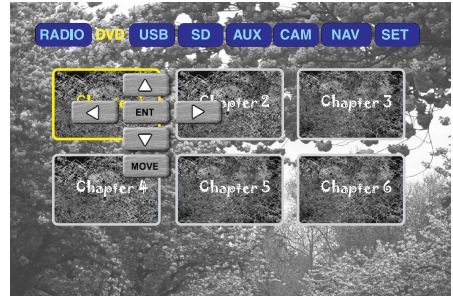 RADIO DVD USB SD AUX CAM NAV SET
Chapter 2 Chapter 3
ENT
MOVE
Chapter 4 Chapter 5 Chapter 6